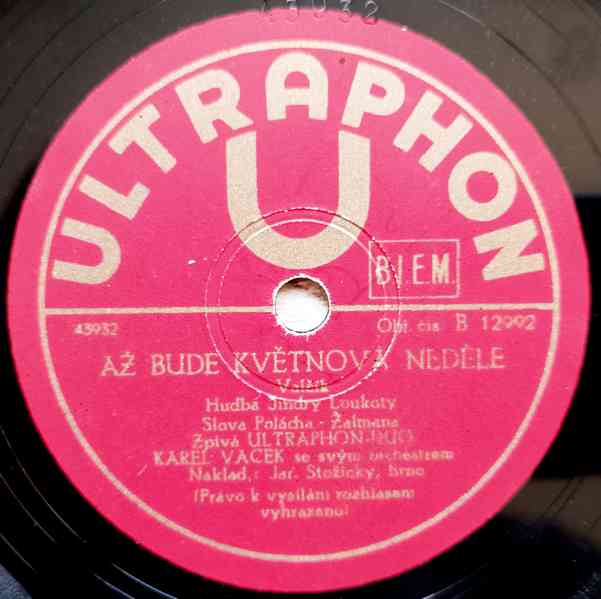 43932
ULTRAPHON
U
B.I.E.M.
43932 Obj. čís. B 12992
AŽ BUDE KVĚTNOVÁ NEDĚLE
Valčík
Hudba Jindry Loukoty
Slova Polácha - Žalmana
Zpívá ULTRAPHON-DUO
KAREL VACEK se svým orchestrem
Naklad.: Jar. Stožický, Brno
(Právo k vysílání rozhlasem
vyhrazeno)